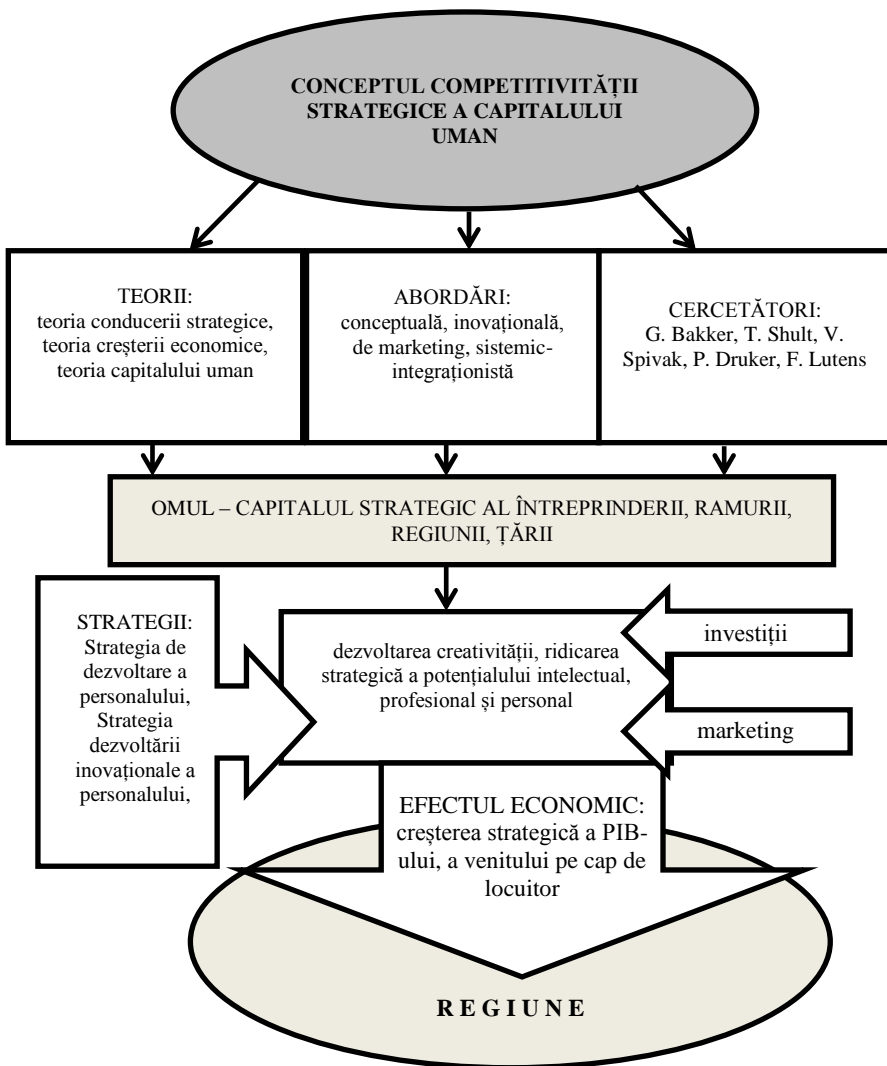 CONCEPTUL COMPETITIVITĂȚII
STRATEGICE A CAPITALULUI
UMAN
TEORII:
teoria conducerii strategice,
teoria creșterii economice,
teoria capitalului uman
ABORDĂRI:
conceptuală, inovațională,
de marketing, sistemic-
integraționistă
CERCETĂTORI:
G. Bakker, T. Shult, V.
Spivak, P. Druker, F. Lutens
OMUL – CAPITALUL STRATEGIC AL ÎNTREPRINDERII, RAMURII,
REGIUNII, ȚĂRII
STRATEGII:
Strategia de
dezvoltare a
personalului,
Strategia
dezvoltării
inovaționale a
personalului,
dezvoltarea creativității, ridicarea
strategică a potențialului intelectual,
profesional și personal
investiții
marketing
EFECTUL ECONOMIC:
creșterea strategică a PIB-
ului, a venitului pe cap de
locuitor
R E G I U N E